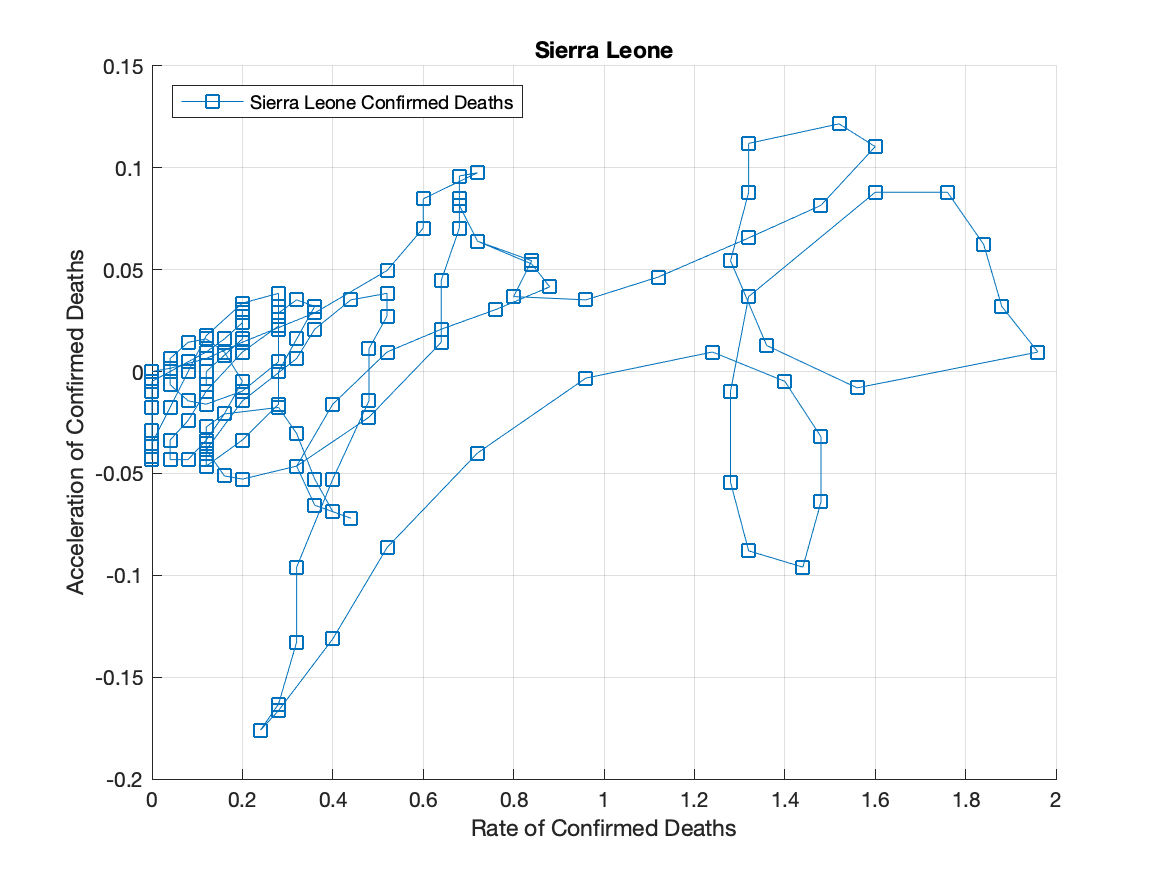 Sierra Leone
Sierra Leone Confirmed Deaths
0.15
0.1
0.05
0
-0.05
-0.1
-0.15
-0.2
Acceleration of Confirmed Deaths
0 0.2 0.4 0.6 0.8 1 1.2 1.4 1.6 1.8 2
Rate of Confirmed Deaths